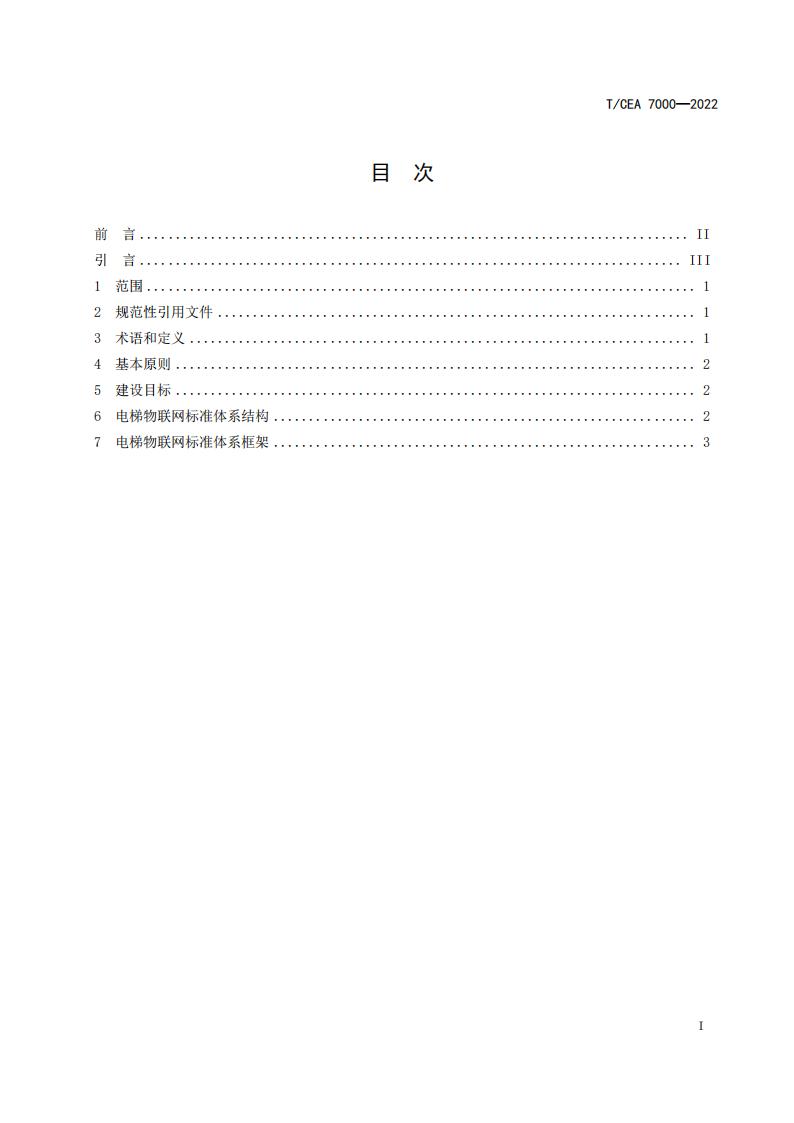 T/CEA 7000—2022
目 次
前 言 ........................................................................ II
引 言 ........................................................................ III
1 范围 ........................................................................ 1
2 规范性引用文件 ........................................................................ 1
3 术语和定义 ........................................................................ 1
4 基本原则 ........................................................................ 2
5 建设目标 ........................................................................ 2
6 电梯物联网标准体系结构 ........................................................................ 2
7 电梯物联网标准体系框架 ........................................................................ 3
I